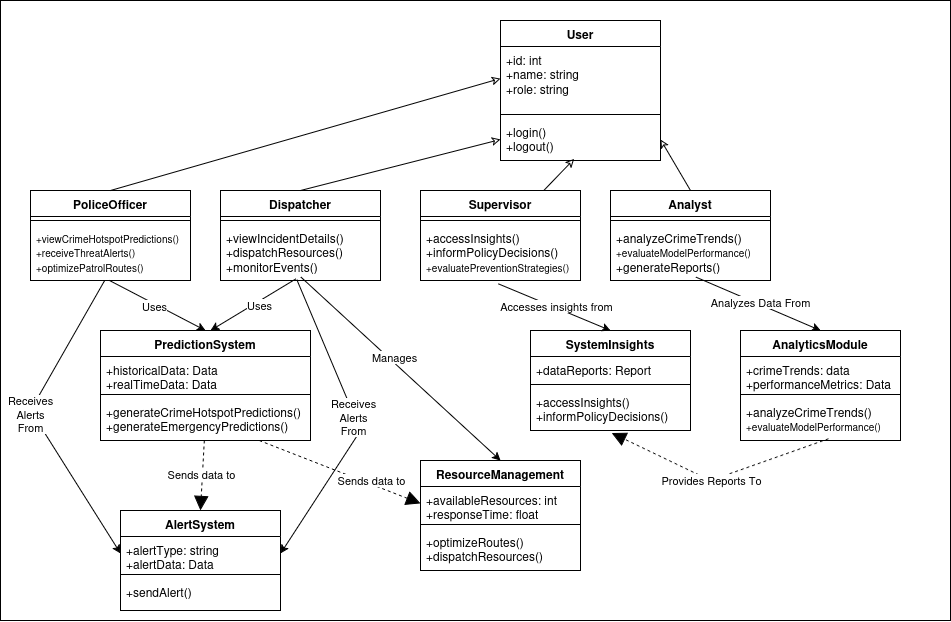 User
+id: int
+name: string
+role: string
+login()
+logout()
PoliceOfficer
+viewCrimeHotspotPredictions()
+receiveThreatAlerts()
+optimizePatrolRoutes()
Dispatcher
+viewIncidentDetails()
+dispatchResources()
+monitorEvents()
Supervisor
+accessInsights()
+informPolicyDecisions()
+evaluatePreventionStrategies()
Analyst
+analyzeCrimeTrends()
+evaluateModelPerformance()
+generateReports()
Uses
Uses
Accesses insights from
Analyzes Data From
PredictionSystem
+historicalData: Data
+realTimeData: Data
+generateCrimeHotspotPredictions()
+generateEmergencyPredictions()
Manages
SystemInsights
+dataReports: Report
+accessInsights()
+informPolicyDecisions()
AnalyticsModule
+crimeTrends: data
+performanceMetrics: Data
+analyzeCrimeTrends()
+evaluateModelPerformance()
Receives
Alerts
From
Receives
Alerts
From
Sends data to
Sends data to
Provides Reports To
ResourceManagement
+availableResources: int
+responseTime: float
+optimizeRoutes()
+dispatchResources()
AlertSystem
+alertType: string
+alertData: Data
+sendAlert()